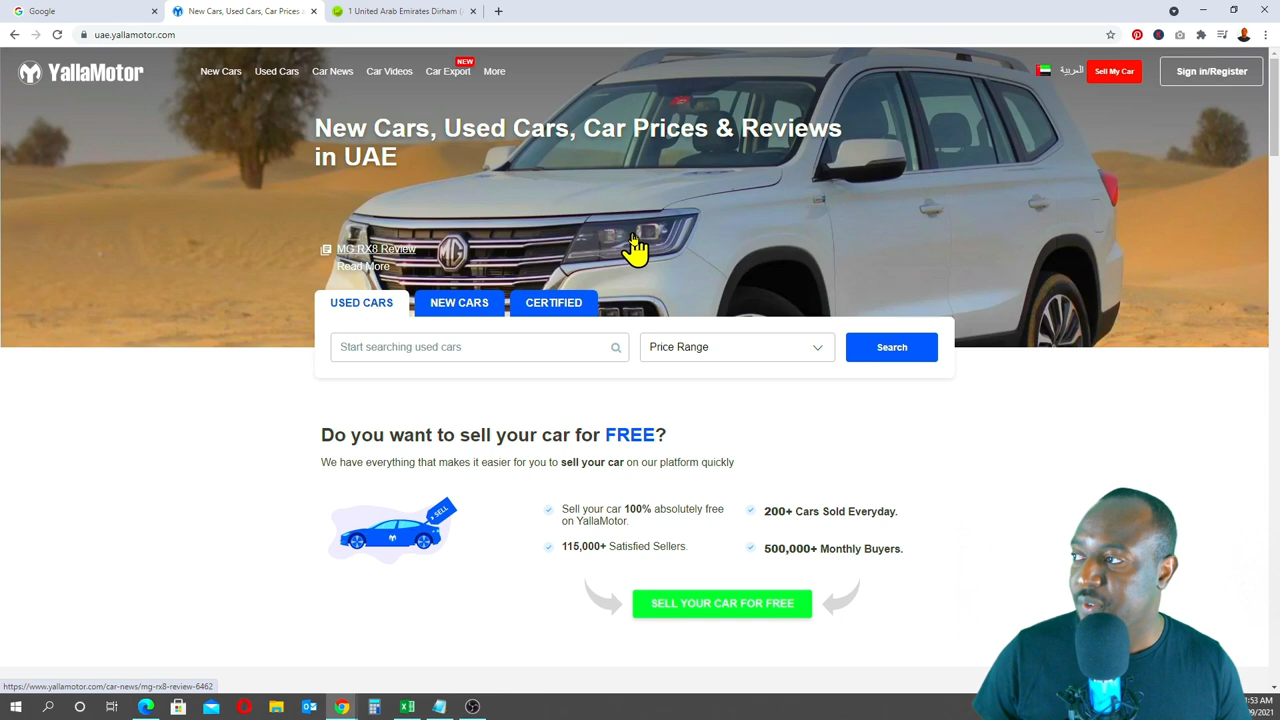 Google
New Cars, Used Cars, Car Prices &
1 United Arab Emirates Dirham (
uae.yallamotor.com
YallaMotor
New Cars
Used Cars
Car News
Car Videos
Car Export
NEW
More
العربية
Sell My Car
Sign in/Register
New Cars, Used Cars, Car Prices & Reviews
in UAE
MG
MG RX8 Review
Read More
USED CARS
NEW CARS
CERTIFIED
Start searching used cars
Price Range
Search
Do you want to sell your car for FREE?
We have everything that makes it easier for you to sell your car on our platform quickly
SELL
Sell your car 100% absolutely free
on YallaMotor.
200+ Cars Sold Everyday.
115,000+ Satisfied Sellers.
500,000+ Monthly Buyers.
SELL YOUR CAR FOR FREE
https://www.yallamotor.com/car-news/mg-rx8-review-6462
:53 AM
/2021